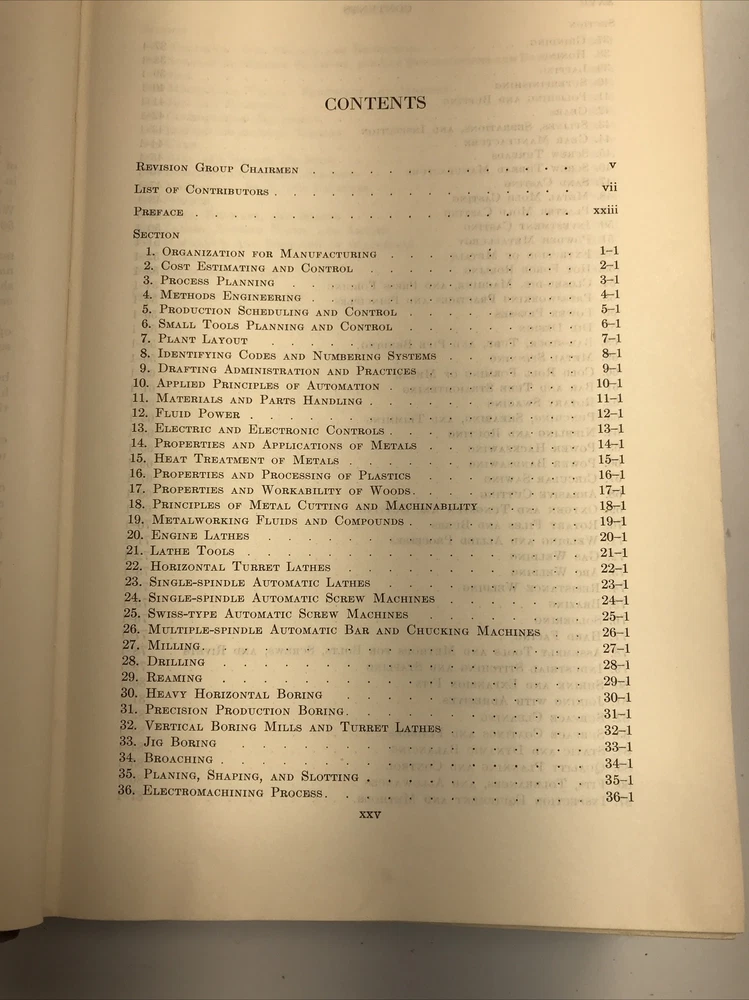 CONTENTS
REVISION GROUP CHAIRMEN . . . . . . . . . . . . . v
LIST OF CONTRIBUTORS . . . . . . . . . . . . . . vii
PREFACE . . . . . . . . . . . . . . . . . xxiii
SECTION
1. ORGANIZATION FOR MANUFACTURING . . . . . . . . . 1–1
2. COST ESTIMATING AND CONTROL . . . . . . . . . 2–1
3. PROCESS PLANNING . . . . . . . . . . . . . 3–1
4. METHODS ENGINEERING . . . . . . . . . . . . 4–1
5. PRODUCTION SCHEDULING AND CONTROL . . . . . . . . 5–1
6. SMALL TOOLS PLANNING AND CONTROL . . . . . . . . 6–1
7. PLANT LAYOUT . . . . . . . . . . . . . 7–1
8. IDENTIFYING CODES AND NUMBERING SYSTEMS . . . . . . 8–1
9. DRAFTING ADMINISTRATION AND PRACTICES . . . . . . . 9–1
10. APPLIED PRINCIPLES OF AUTOMATION . . . . . . . . . 10–1
11. MATERIALS AND PARTS HANDLING . . . . . . . . . . 11–1
12. FLUID POWER . . . . . . . . . . . . . . 12–1
13. ELECTRIC AND ELECTRONIC CONTROLS . . . . . . . . . 13–1
14. PROPERTIES AND APPLICATIONS OF METALS . . . . . . . 14–1
15. HEAT TREATMENT OF METALS . . . . . . . . . . . 15–1
16. PROPERTIES AND PROCESSING OF PLASTICS . . . . . . . 16–1
17. PROPERTIES AND WORKABILITY OF WOODS . . . . . . . . 17–1
18. PRINCIPLES OF METAL CUTTING AND MACHINABILITY . . . . . 18–1
19. METALWORKING FLUIDS AND COMPOUNDS . . . . . . . . 19–1
20. ENGINE LATHES . . . . . . . . . . . . . . 20–1
21. LATHE TOOLS . . . . . . . . . . . . . . 21–1
22. HORIZONTAL TURRET LATHES . . . . . . . . . . . 22–1
23. SINGLE-SPINDLE AUTOMATIC LATHES . . . . . . . . . 23–1
24. SINGLE-SPINDLE AUTOMATIC SCREW MACHINES . . . . . . 24–1
25. SWISS-TYPE AUTOMATIC SCREW MACHINES . . . . . . . 25–1
26. MULTIPLE-SPINDLE AUTOMATIC BAR AND CHUCKING MACHINES . . 26–1
27. MILLING . . . . . . . . . . . . . . . . 27–1
28. DRILLING . . . . . . . . . . . . . . . 28–1
29. REAMING . . . . . . . . . . . . . . . 29–1
30. HEAVY HORIZONTAL BORING . . . . . . . . . . 30–1
31. PRECISION PRODUCTION BORING . . . . . . . . . . 31–1
32. VERTICAL BORING MILLS AND TURRET LATHES . . . . . . 32–1
33. JIG BORING . . . . . . . . . . . . . . 33–1
34. BROACHING . . . . . . . . . . . . . . . 34–1
35. PLANING, SHAPING, AND SLOTTING . . . . . . . . . . 35–1
36. ELECTROMACHINING PROCESS . . . . . . . . . . . 36–1
xxv